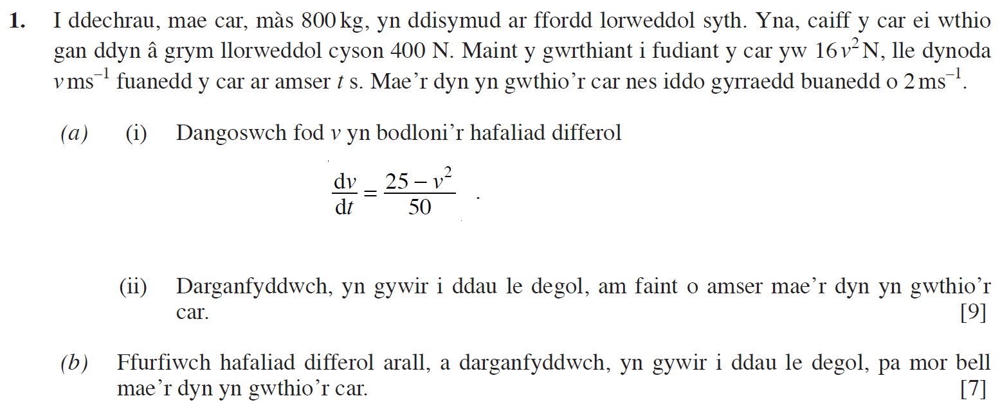 1. I ddechrau, mae car, màs 800 kg, yn ddisymud ar ffordd lorweddol syth. Yna, caiff y car ei wthio
gan ddyn â grym llorweddol cyson 400 N. Maint y gwrthiant i fudiant y car yw 16v² N, lle dynoda
v ms⁻¹ fuanedd y car ar amser t s. Mae'r dyn yn gwthio'r car nes iddo gyrraedd buanedd o 2 ms⁻¹.
(a) (i) Dangoswch fod v yn bodloni'r hafaliad differol
dv/dt = (25 – v²)/50 .
(ii) Darganfyddwch, yn gywir i ddau le degol, am faint o amser mae'r dyn yn gwthio'r
car. [9]
(b) Ffurfiwch hafaliad differol arall, a darganfyddwch, yn gywir i ddau le degol, pa mor bell
mae'r dyn yn gwthio'r car. [7]